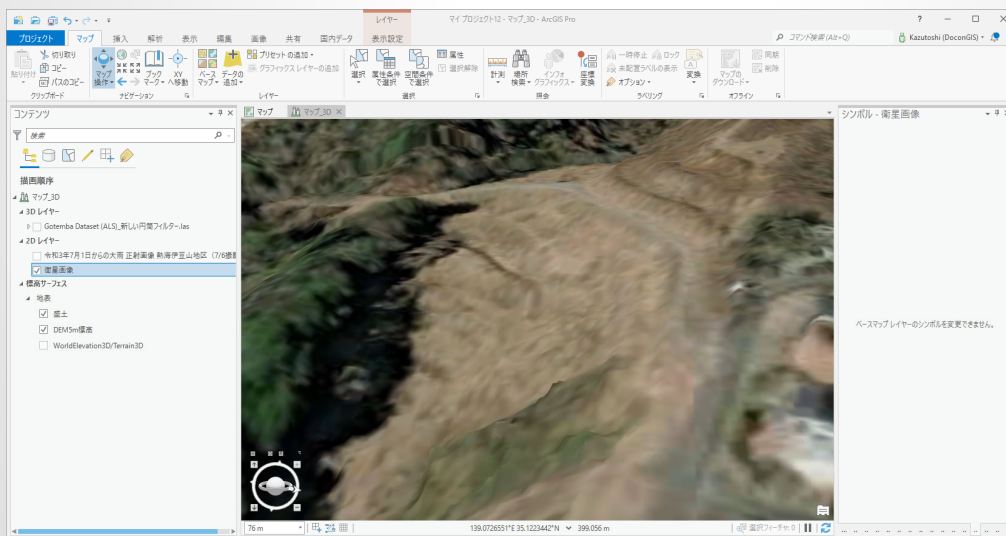 レイヤー
マイ プロジェクト12 - マップ_3D - ArcGIS Pro
プロジェクト マップ 挿入 解析 表示 編集 共有 画像 国内データ 表示設定
コマンド検索 (Alt+Q)
Kazutoshi (DoconGIS)
貼り付け
切り取り
コピー
パスのコピー
クリップボード
マップ操作
ブックマーク
XY へ移動
ナビゲーション
ベースマップ
データの追加
プリセットの追加
グラフィックス レイヤーの追加
レイヤー
選択
属性条件で選択
空間条件で選択
属性
選択解除
選択
計測
場所検索
インフォグラフィックス
座標変換
照会
一時停止 ロック
未配置ラベルの表示
オプション
変換
ラベリング
マップのダウンロード
同期
削除
オフライン
コンテンツ
検索
描画順序
マップ_3D
3D レイヤー
Gotemba Dataset (ALS)_新しい円筒フィルター.las
2D レイヤー
令和3年7月1日からの大雨 正射画像 熱海伊豆山地区 (7/6撮影
衛星画像
標高サーフェス
地表
盛土
DEM5m標高
WorldElevation3D/Terrain3D
マップ マップ_3D
76 m
139.0726551°E 35.1223442°N 399.056 m
選択フィーチャ: 0
シンボル - 衛星画像
ベースマップ レイヤーのシンボルを変更できません。